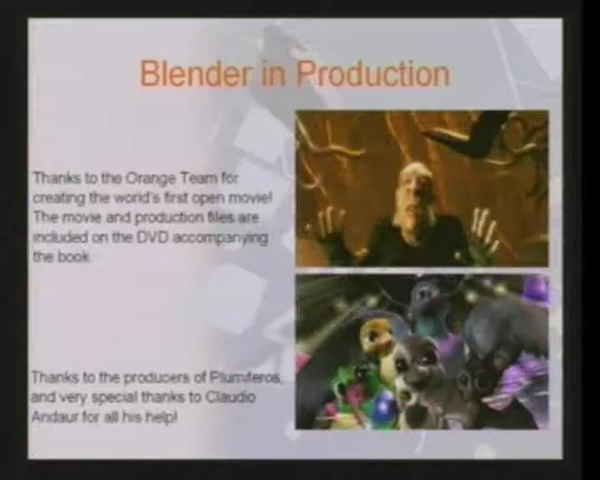 Blender in Production
Thanks to the Orange Team for
creating the world's first open movie!
The movie and production files are
included on the DVD accompanying
the book
Thanks to the producers of Plumiferos,
and very special thanks to Claudio
Andaur for all his help!